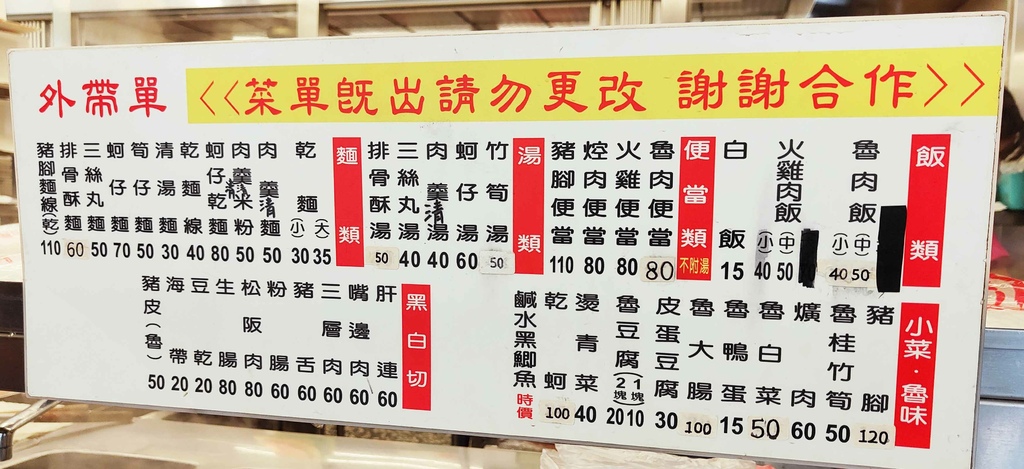 外帶單
<<菜單既出請勿更改 謝謝合作>>
飯類
魯肉飯 (中)50 (小)40
火雞肉飯 (中)50 (小)40
白飯 15
便當類 不附湯
魯肉便當 80
火雞便當 80
焢肉便當 80
豬腳便當 110
湯類
竹筍湯 50
蚵仔湯 60
肉羹清湯 40
三絲丸湯 40
排骨酥湯 50
麵類
乾麵 (大)35 (小)30
肉羹清麵 50
肉羹米粉 50
蚵仔乾麵 80
乾麵線 40
清湯麵 30
筍仔麵 50
蚵仔麵 70
三絲丸麵 50
排骨酥麵 60
豬腳麵線(乾) 110
小菜·魯味
豬腳 120
魯桂竹筍 50
爌肉 60
魯白菜 50
魯鴨蛋 15
魯大腸 100
皮蛋豆腐 30
魯豆腐 (1塊 10) (2塊 20)
燙青菜 40
乾蚵 100
鹹水黑鯽魚 時價
黑白切
肝連 60
嘴邊肉 60
三層肉 60
豬舌 60
粉腸 60
松阪肉 80
生腸 80
豆乾 20
海帶 20
豬皮(魯) 50